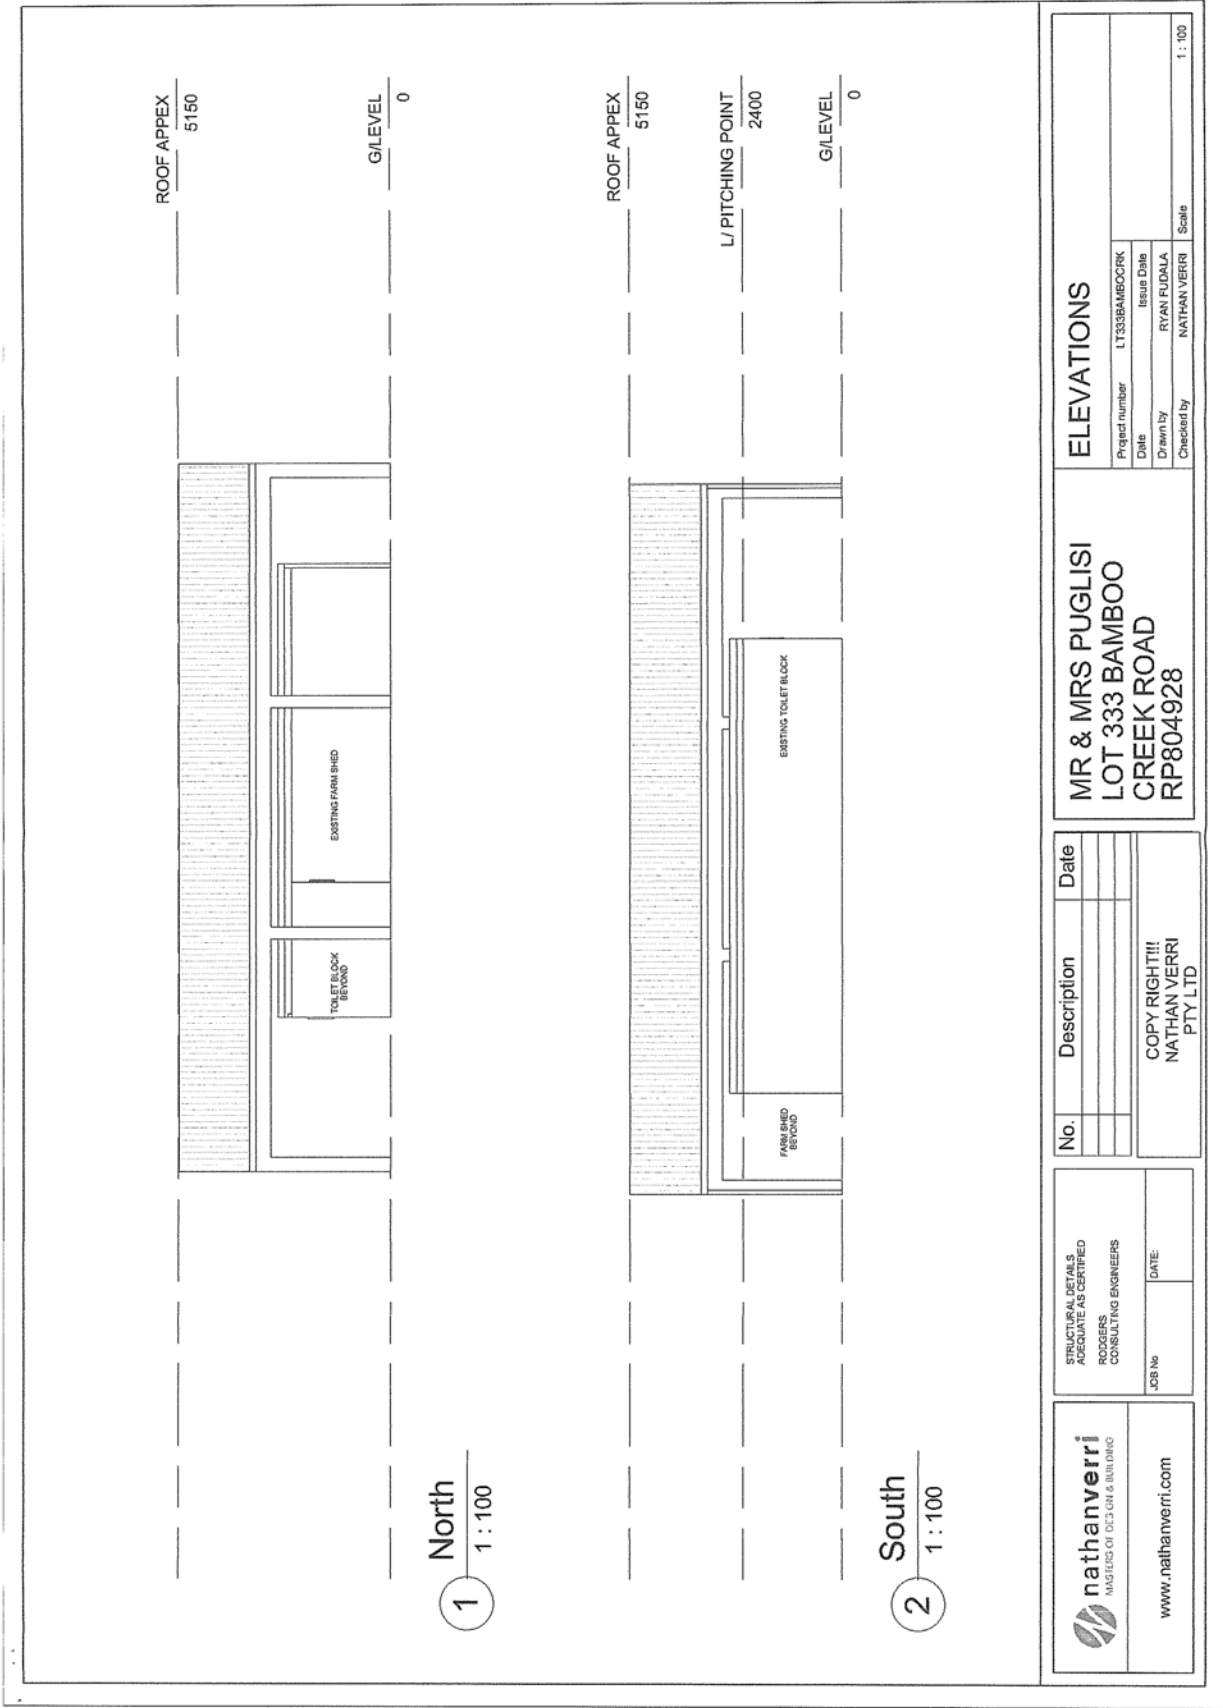 ROOF APPEX
5150
G/LEVEL
0
EXISTING FARM SHED
TOILET BLOCK
BEYOND
1
North
1 : 100
ROOF APPEX
5150
L/ PITCHING POINT
2400
G/LEVEL
0
EXISTING TOILET BLOCK
FARM SHED
BEYOND
2
South
1 : 100
nathanverri
MASTERS OF DESIGN & BUILDING
www.nathanverri.com
STRUCTURAL DETAILS
ADEQUATE AS CERTIFIED
RODGERS
CONSULTING ENGINEERS
JOB No
DATE:
No.
Description
Date
COPY RIGHT!!!
NATHAN VERRI
PTY LTD
MR & MRS PUGLISI
LOT 333 BAMBOO
CREEK ROAD
RP804928
ELEVATIONS
Project number
LT333BAMBOCRK
Date
Issue Date
Drawn by
RYAN FUDALA
Checked by
NATHAN VERRI
Scale
1 : 100